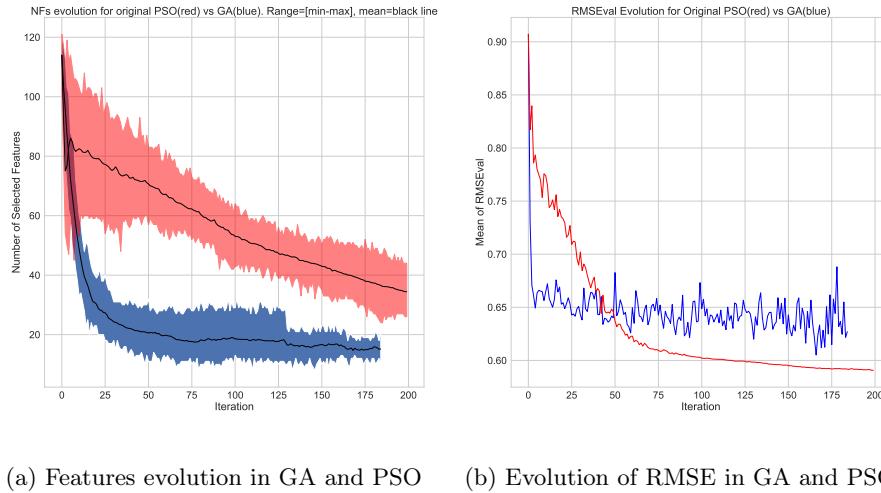 NFs evolution for original PSO(red) vs GA(blue). Range=[min-max], mean=black line
120
100
80
60
40
20
Number of Selected Features
0 25 50 75 100 125 150 175 200
Iteration
RMSEval Evolution for Original PSO(red) vs GA(blue)
0.90
0.85
0.80
0.75
0.70
0.65
0.60
Mean of RMSEval
0 25 50 75 100 125 150 175 200
Iteration
(a) Features evolution in GA and PSO
(b) Evolution of RMSE in GA and PSO